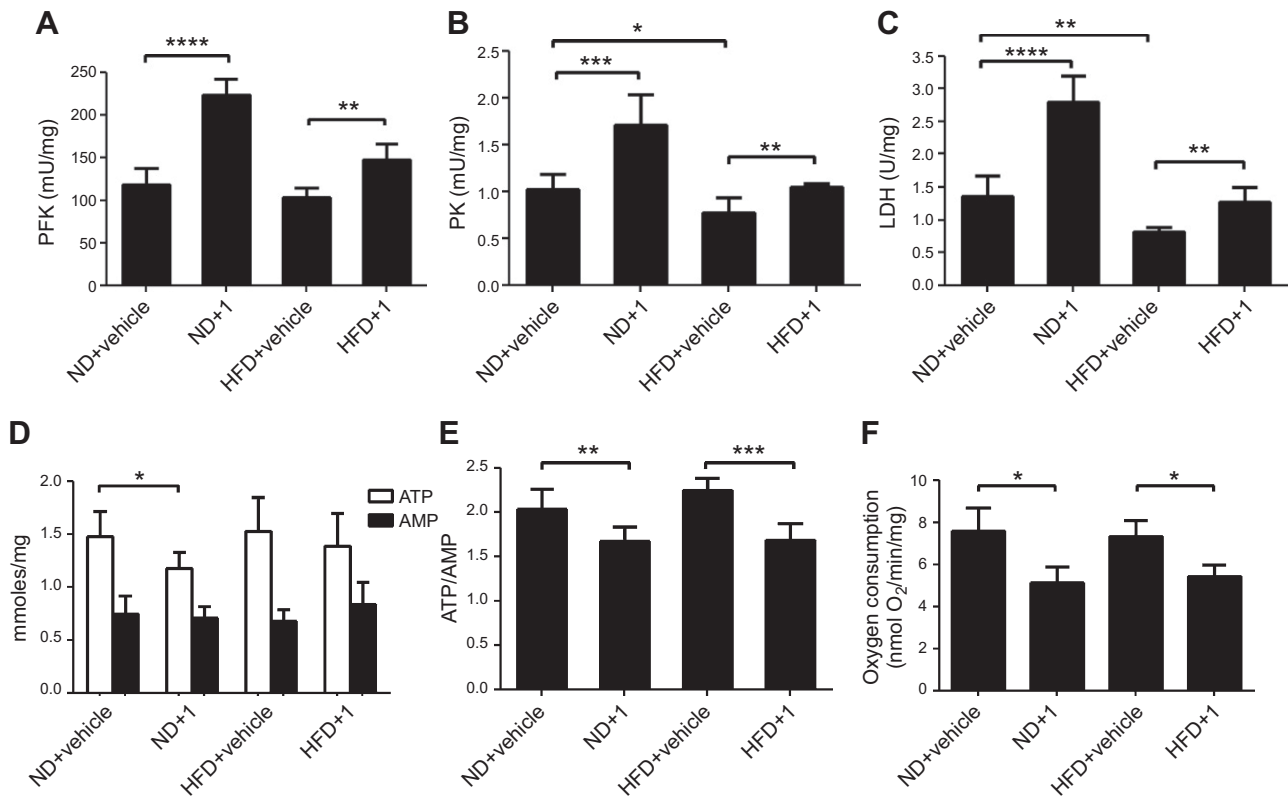 A
****
**
PFK (mU/mg)
250
200
150
100
50
0
ND+vehicle
ND+1
HFD+vehicle
HFD+1
B
*
***
**
PK (mU/mg)
2.5
2.0
1.5
1.0
0.5
0.0
ND+vehicle
ND+1
HFD+vehicle
HFD+1
C
**
****
**
LDH (U/mg)
3.5
3.0
2.5
2.0
1.5
1.0
0.5
0.0
ND+vehicle
ND+1
HFD+vehicle
HFD+1
D
*
ATP
AMP
mmoles/mg
2.0
1.5
1.0
0.5
0.0
ND+vehicle
ND+1
HFD+vehicle
HFD+1
E
**
***
ATP/AMP
2.5
2.0
1.5
1.0
0.5
0.0
ND+vehicle
ND+1
HFD+vehicle
HFD+1
F
*
*
Oxygen consumption
(nmol O2/min/mg)
10
8
6
4
2
0
ND+vehicle
ND+1
HFD+vehicle
HFD+1